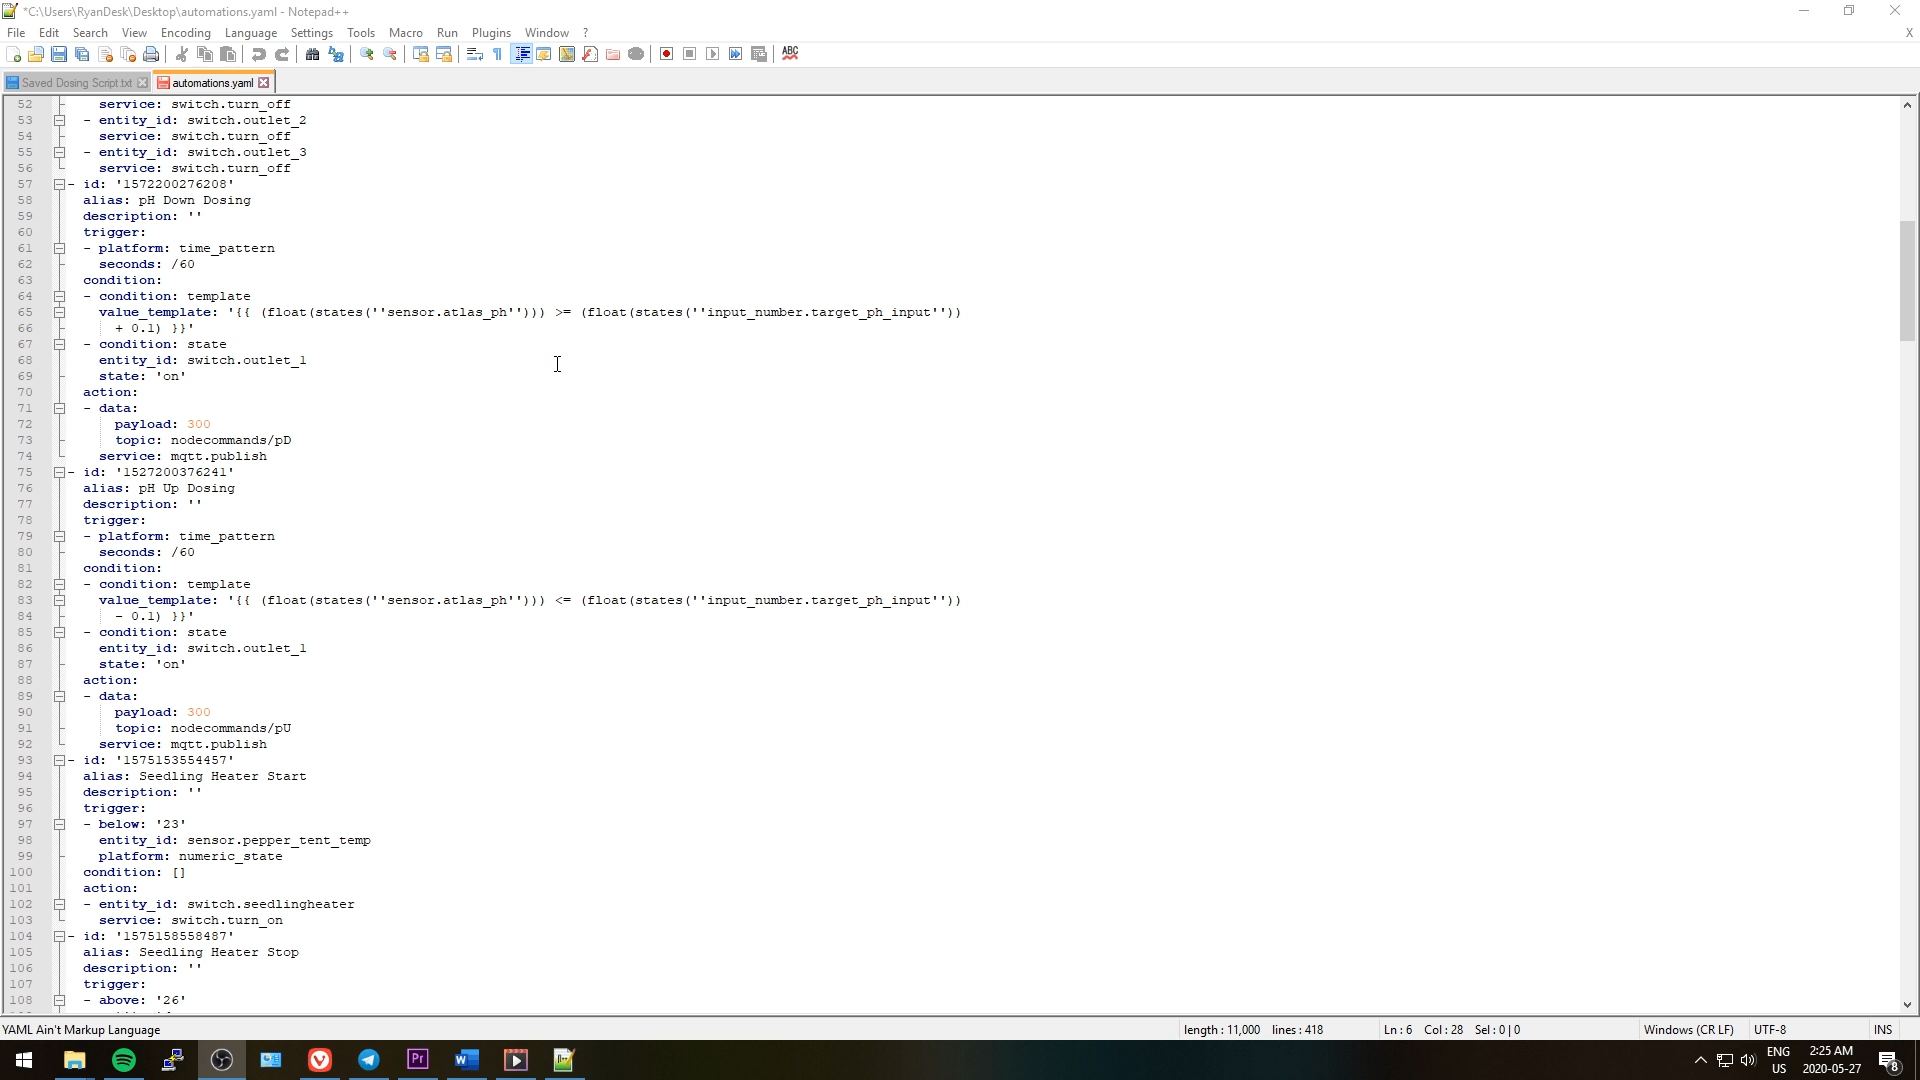 *C:\Users\RyanDesk\Desktop\automations.yaml - Notepad++
File Edit Search View Encoding Language Settings Tools Macro Run Plugins Window ? X
ABC
Saved Dosing Script.txt automations.yaml
52 service: switch.turn_off
53 - entity_id: switch.outlet_2
54 service: switch.turn_off
55 - entity_id: switch.outlet_3
56 service: switch.turn_off
57 - id: '1572200276208'
58 alias: pH Down Dosing
59 description: ''
60 trigger:
61 - platform: time_pattern
62 seconds: /60
63 condition:
64 - condition: template
65 value_template: '{{ (float(states(''sensor.atlas_ph''))) >= (float(states(''input_number.target_ph_input''))
66 + 0.1) }}'
67 - condition: state
68 entity_id: switch.outlet_1
69 state: 'on'
70 action:
71 - data:
72 payload: 300
73 topic: nodecommands/pD
74 service: mqtt.publish
75 - id: '1527200376241'
76 alias: pH Up Dosing
77 description: ''
78 trigger:
79 - platform: time_pattern
80 seconds: /60
81 condition:
82 - condition: template
83 value_template: '{{ (float(states(''sensor.atlas_ph''))) <= (float(states(''input_number.target_ph_input''))
84 - 0.1) }}'
85 - condition: state
86 entity_id: switch.outlet_1
87 state: 'on'
88 action:
89 - data:
90 payload: 300
91 topic: nodecommands/pU
92 service: mqtt.publish
93 - id: '1575153554457'
94 alias: Seedling Heater Start
95 description: ''
96 trigger:
97 - below: '23'
98 entity_id: sensor.pepper_tent_temp
99 platform: numeric_state
100 condition: []
101 action:
102 - entity_id: switch.seedlingheater
103 service: switch.turn_on
104 - id: '1575158558487'
105 alias: Seedling Heater Stop
106 description: ''
107 trigger:
108 - above: '26'
YAML Ain't Markup Language length : 11,000 lines : 418 Ln : 6 Col : 28 Sel : 0 | 0 Windows (CR LF) UTF-8 INS
Pr W ENG US 2:25 AM 2020-05-27 8